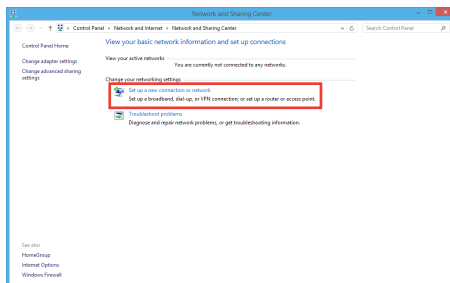 Network and Sharing Center
Control Panel Network and Internet Network and Sharing Center
Search Control Panel
Control Panel Home
Change adapter settings
Change advanced sharing
settings
View your basic network information and set up connections
View your active networks
You are currently not connected to any networks.
Change your networking settings
Set up a new connection or network
Set up a broadband, dial-up, or VPN connection; or set up a router or access point.
Troubleshoot problems
Diagnose and repair network problems, or get troubleshooting information.
See also
HomeGroup
Internet Options
Windows Firewall